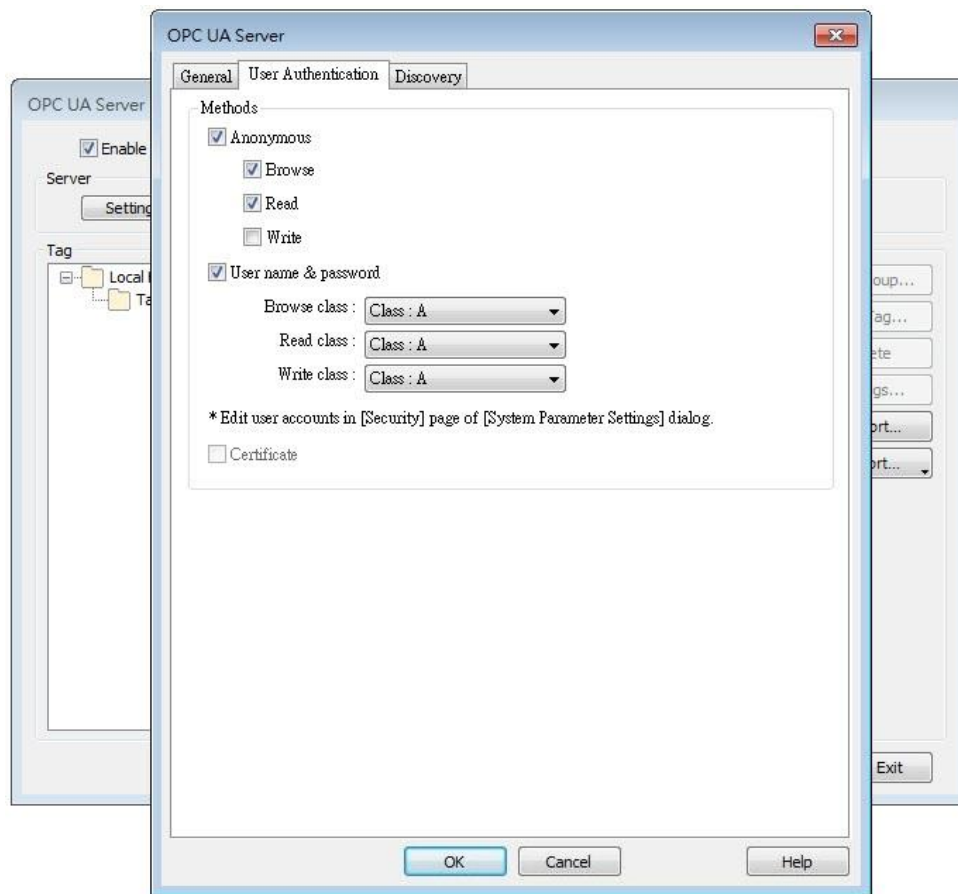 OPC UA Server
General
User Authentication
Discovery
Methods
Anonymous
Browse
Read
Write
User name & password
Browse class :
Class : A
Read class :
Class : A
Write class :
Class : A
* Edit user accounts in [Security] page of [System Parameter Settings] dialog.
Certificate
OK
Cancel
Help
OPC UA Server
Enable
Server
Tag
Local
Exit